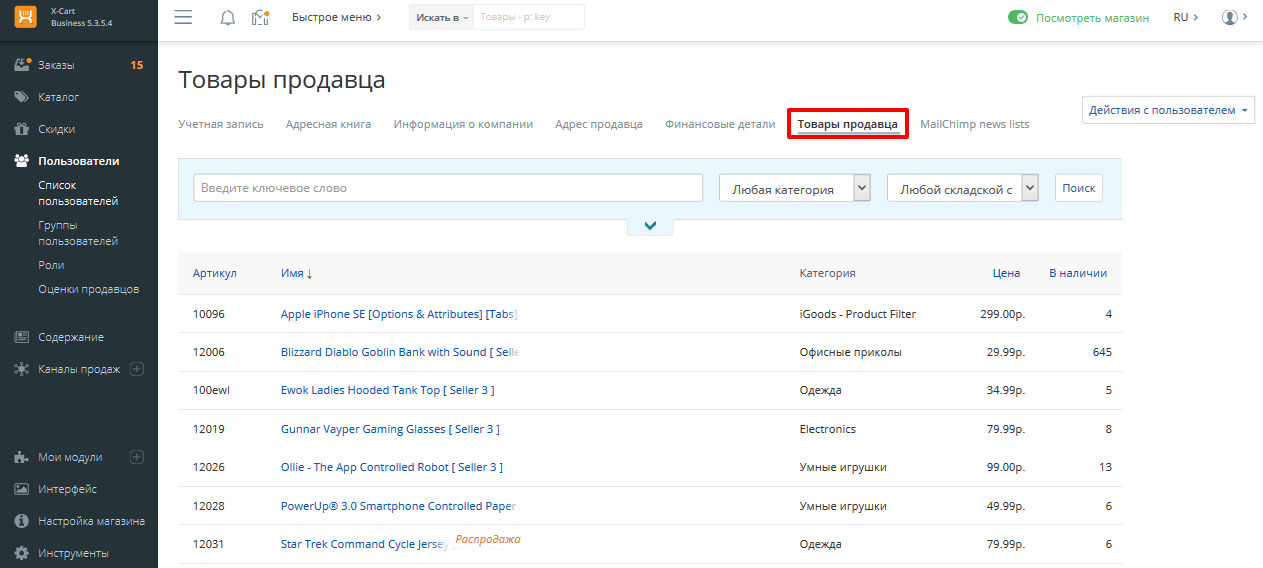 X-Cart
Business 5.3.5.4
Быстрое меню
Искать в
Товары - р: key
Посмотреть магазин
RU
Заказы
15
Каталог
Скидки
Пользователи
Список
пользователей
Группы
пользователей
Роли
Оценки продавцов
Содержание
Каналы продаж
Мои модули
Интерфейс
Настройка магазина
Инструменты
Товары продавца
Действия с пользователем
Учетная запись
Адресная книга
Информация о компании
Адрес продавца
Финансовые детали
Товары продавца
MailChimp news lists
Введите ключевое слово
Любая категория
Любой складской с
Поиск
Артикул Имя ↓ Категория Цена В наличии
10096 Apple iPhone SE [Options & Attributes] [Tabs] iGoods - Product Filter 299.00р. 4
12006 Blizzard Diablo Goblin Bank with Sound [ Selle Офисные приколы 29.99р. 645
100ewl Ewok Ladies Hooded Tank Top [ Seller 3 ] Одежда 34.99р. 5
12019 Gunnar Vayper Gaming Glasses [ Seller 3 ] Electronics 79.99р. 8
12026 Ollie - The App Controlled Robot [ Seller 3 ] Умные игрушки 99.00р. 13
12028 PowerUp® 3.0 Smartphone Controlled Paper Умные игрушки 49.99р. 6
12031 Star Trek Command Cycle Jersey Распродажа Одежда 79.99р. 6